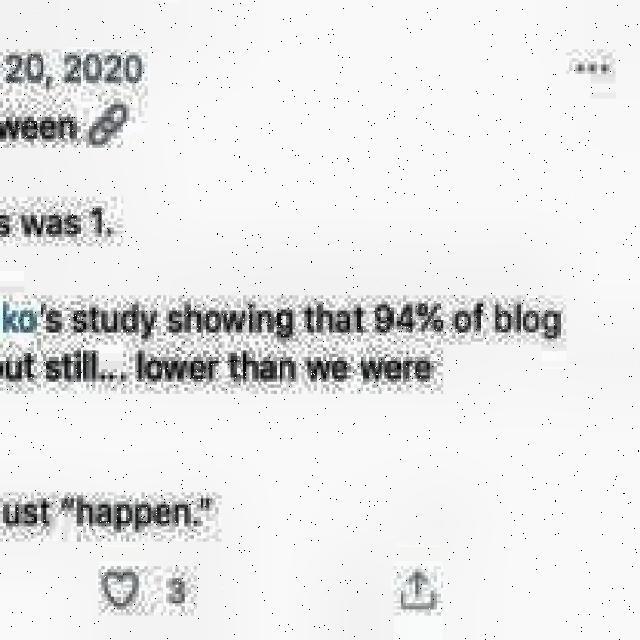 20, 2020
ween 🔗
s was 1.
ko's study showing that 94% of blog
out still... lower than we were
ust “happen.”
3